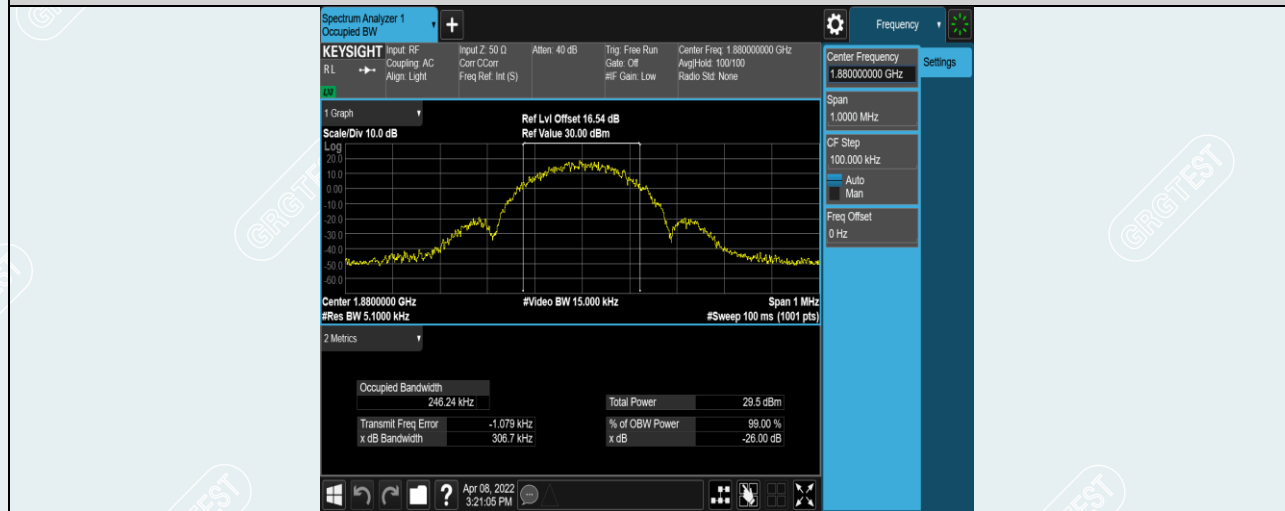 Spectrum Analyzer 1
Occupied BW
Frequency
KEYSIGHT
RL
LXI
Input: RF
Coupling: AC
Align: Light
Input Z: 50 Ω
Corr CCorr
Freq Ref: Int (S)
Atten: 40 dB
Trig: Free Run
Gate: Off
#IF Gain: Low
Center Freq: 1.880000000 GHz
Avg|Hold: 100/100
Radio Std: None
Center Frequency
1.880000000 GHz
Settings
Span
1.0000 MHz
CF Step
100.000 kHz
Auto
Man
Freq Offset
0 Hz
1 Graph
Scale/Div 10.0 dB
Ref Lvl Offset 16.54 dB
Ref Value 30.00 dBm
Log
20.0
10.0
0.00
-10.0
-20.0
-30.0
-40.0
-50.0
-60.0
Center 1.8800000 GHz
#Video BW 15.000 kHz
Span 1 MHz
#Res BW 5.1000 kHz
#Sweep 100 ms (1001 pts)
2 Metrics
Occupied Bandwidth
246.24 kHz
Total Power 29.5 dBm
Transmit Freq Error -1.079 kHz
% of OBW Power 99.00 %
x dB Bandwidth 306.7 kHz
x dB -26.00 dB
?
Apr 08, 2022
3:21:05 PM
GRGTEST
GRGTEST
GRGTEST
GRGTEST